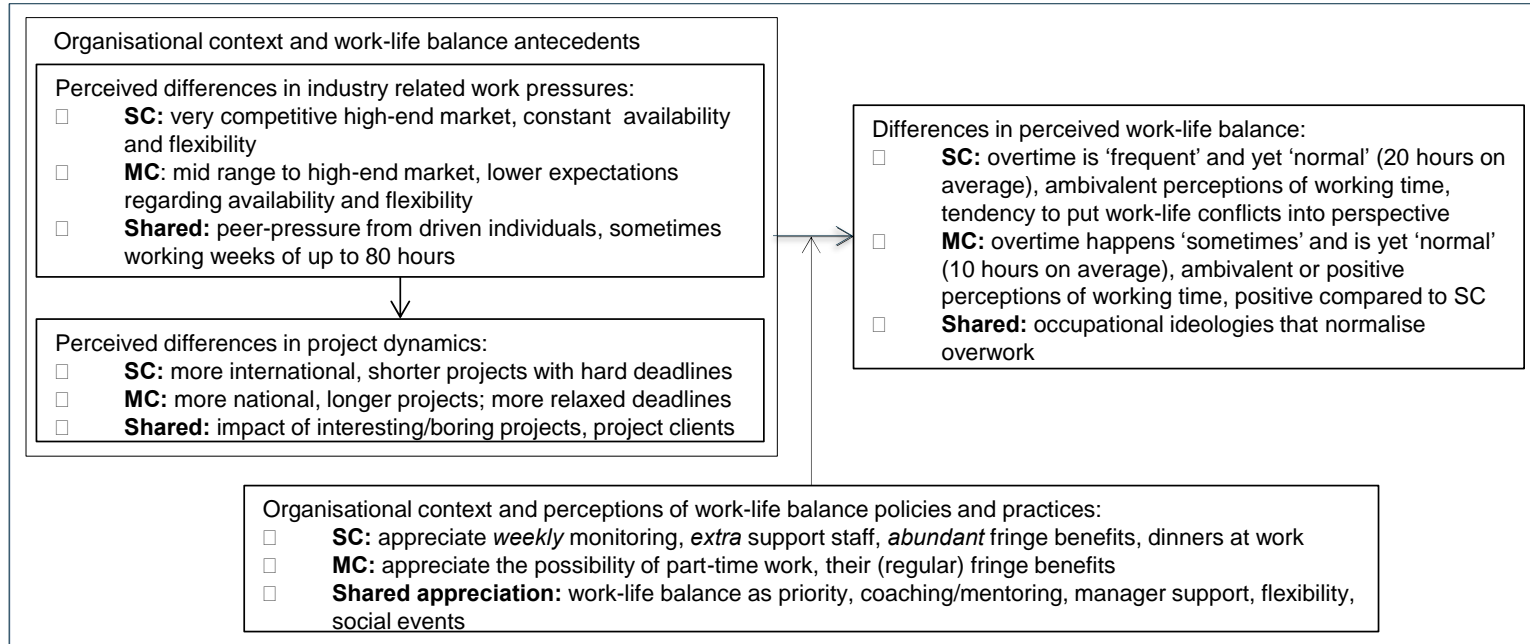 Organisational context and work-life balance antecedents
Perceived differences in industry related work pressures:
SC: very competitive high-end market, constant availability
and flexibility
MC: mid range to high-end market, lower expectations
regarding availability and flexibility
Shared: peer-pressure from driven individuals, sometimes
working weeks of up to 80 hours
Perceived differences in project dynamics:
SC: more international, shorter projects with hard deadlines
MC: more national, longer projects; more relaxed deadlines
Shared: impact of interesting/boring projects, project clients
Differences in perceived work-life balance:
SC: overtime is ‘frequent’ and yet ‘normal’ (20 hours on
average), ambivalent perceptions of working time,
tendency to put work-life conflicts into perspective
MC: overtime happens ‘sometimes’ and is yet ‘normal’
(10 hours on average), ambivalent or positive
perceptions of working time, positive compared to SC
Shared: occupational ideologies that normalise
overwork
Organisational context and perceptions of work-life balance policies and practices:
SC: appreciate weekly monitoring, extra support staff, abundant fringe benefits, dinners at work
MC: appreciate the possibility of part-time work, their (regular) fringe benefits
Shared appreciation: work-life balance as priority, coaching/mentoring, manager support, flexibility,
social events